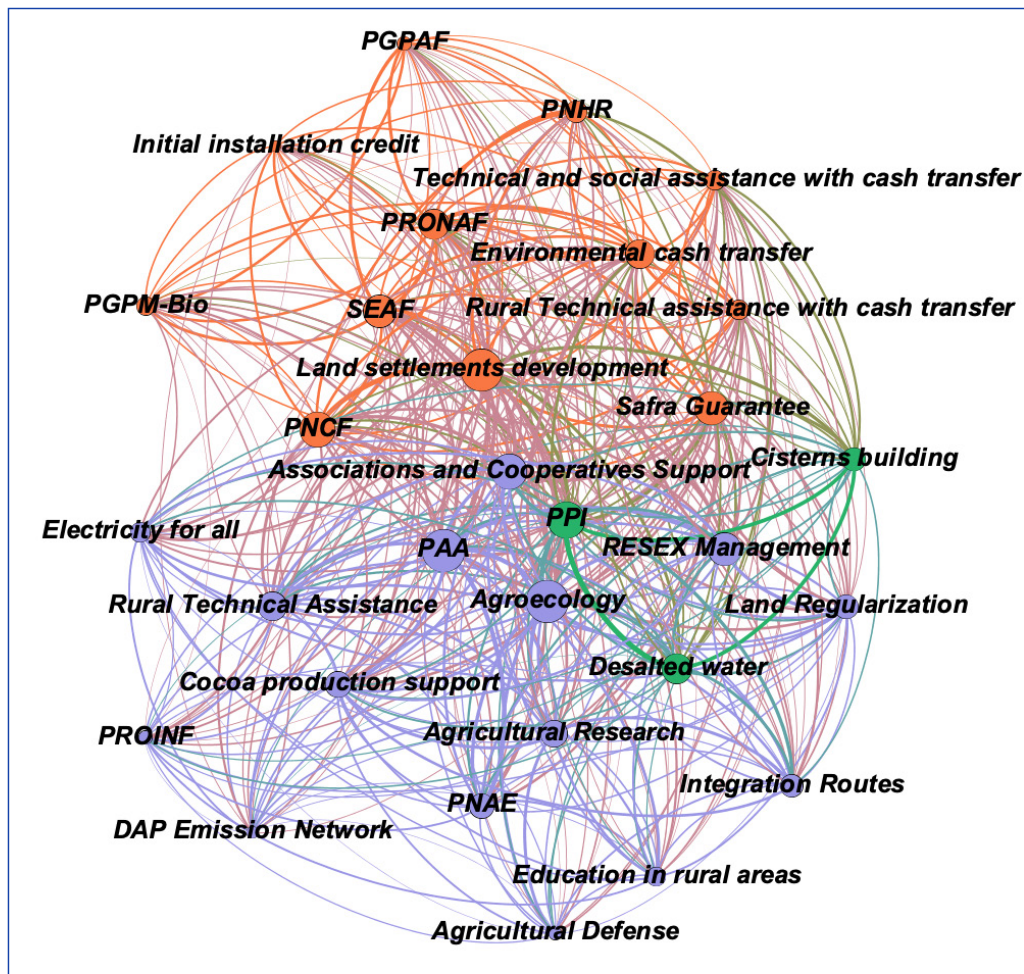 PGPAF
PNHR
Initial installation credit
Technical and social assistance with cash transfer
PRONAF
Environmental cash transfer
PGPM-Bio
SEAF
Rural Technical assistance with cash transfer
Land settlements development
Safra Guarantee
PNCF
Associations and Cooperatives Support
Cisterns building
PPI
Electricity for all
PAA
RESEX Management
Rural Technical Assistance
Agroecology
Land Regularization
Desalted water
Cocoa production support
PROINF
Agricultural Research
Integration Routes
PNAE
DAP Emission Network
Education in rural areas
Agricultural Defense